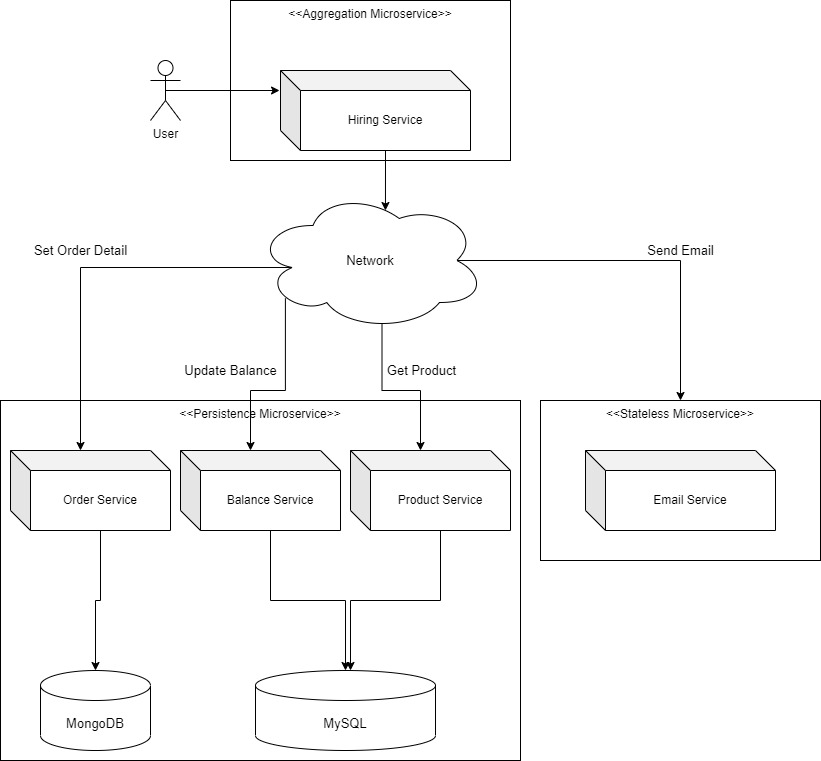 <<Aggregation Microservice>>
User
Hiring Service
Network
Set Order Detail
Send Email
Update Balance
Get Product
<<Persistence Microservice>>
<<Stateless Microservice>>
Order Service
Balance Service
Product Service
Email Service
MongoDB
MySQL